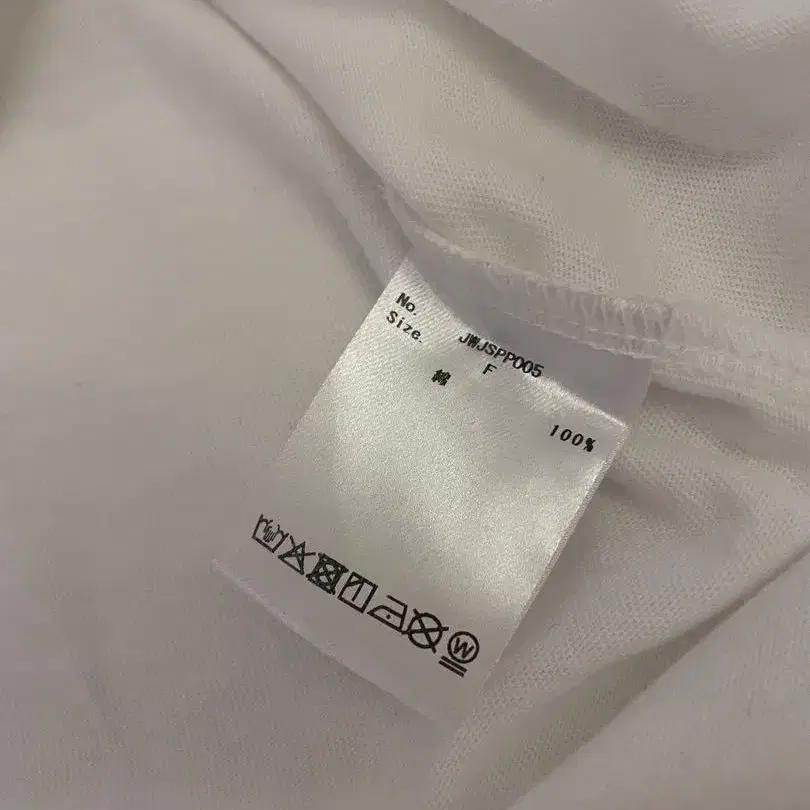 No. JWJSPP005
Size. F
綿 100%
W